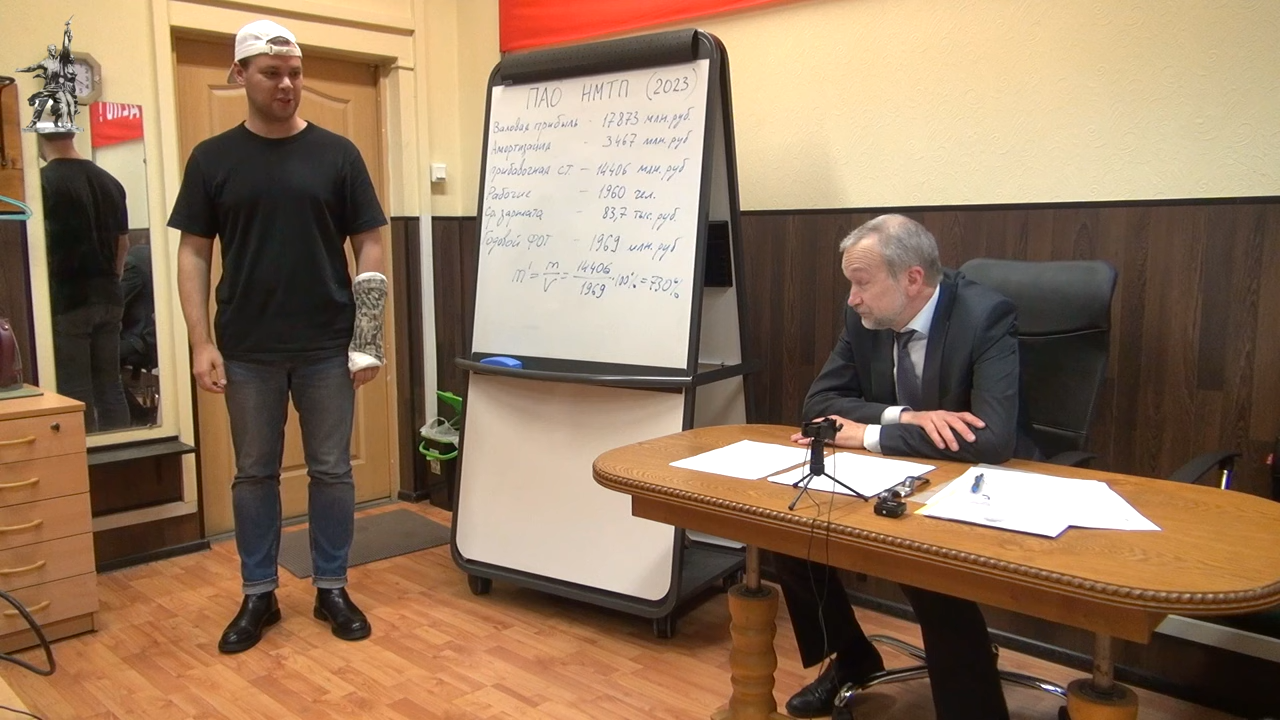 ПАО НМТП (2023)
Валовая прибыль - 17873 млн.руб.
Амортизация - 3467 млн.руб
прибавочная ст. - 14406 млн.руб
Рабочие - 1960 чел.
Ср. зарплата - 83,7 тыс.руб.
Годовой ФОТ - 1969 млн.руб
m' = m/v = 14406/1969 · 100% = 730%